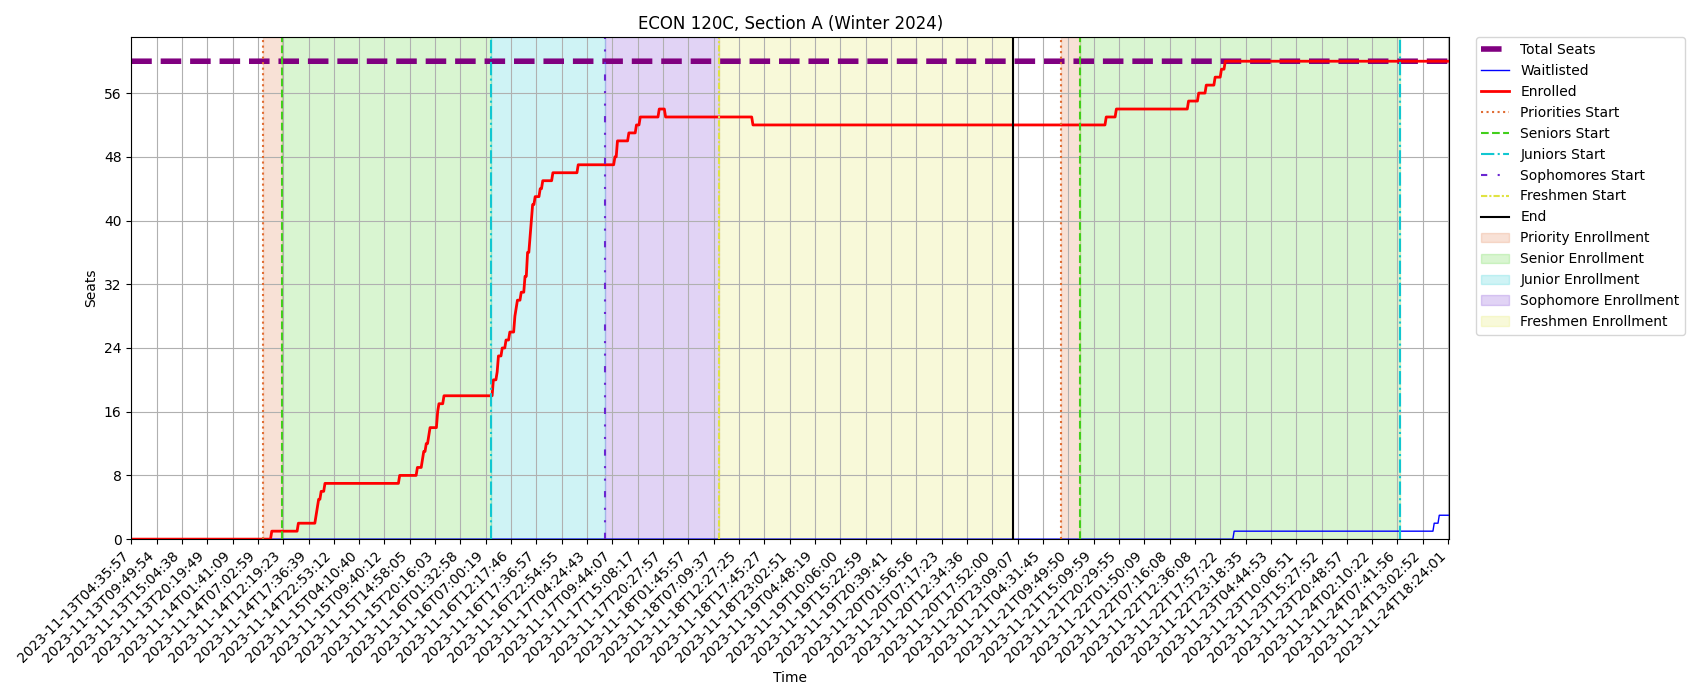 ECON 120C, Section A (Winter 2024)
Total Seats
Waitlisted
Enrolled
Priorities Start
Seniors Start
Juniors Start
Sophomores Start
Freshmen Start
End
Priority Enrollment
Senior Enrollment
Junior Enrollment
Sophomore Enrollment
Freshmen Enrollment
Seats
56
48
40
32
24
16
8
0
2023-11-13T04:35:57
2023-11-13T09:49:54
2023-11-13T15:04:38
2023-11-13T20:19:49
2023-11-14T01:41:09
2023-11-14T07:02:59
2023-11-14T12:19:23
2023-11-14T17:36:39
2023-11-14T22:53:12
2023-11-15T04:10:40
2023-11-15T09:40:12
2023-11-15T14:58:05
2023-11-15T20:16:03
2023-11-16T01:32:58
2023-11-16T07:00:19
2023-11-16T12:17:46
2023-11-16T17:36:57
2023-11-16T22:54:55
2023-11-17T04:24:43
2023-11-17T09:44:07
2023-11-17T15:08:17
2023-11-17T20:27:57
2023-11-18T01:45:57
2023-11-18T07:09:37
2023-11-18T12:27:25
2023-11-18T17:45:27
2023-11-18T23:02:51
2023-11-19T04:48:19
2023-11-19T10:06:00
2023-11-19T15:22:59
2023-11-19T20:39:41
2023-11-20T01:56:56
2023-11-20T07:17:23
2023-11-20T12:34:36
2023-11-20T17:52:00
2023-11-20T23:09:07
2023-11-21T04:31:45
2023-11-21T09:49:50
2023-11-21T15:09:59
2023-11-21T20:29:55
2023-11-22T01:50:09
2023-11-22T07:16:08
2023-11-22T12:36:08
2023-11-22T17:57:22
2023-11-22T23:18:35
2023-11-23T04:44:53
2023-11-23T10:06:51
2023-11-23T15:27:52
2023-11-23T20:48:57
2023-11-24T02:10:22
2023-11-24T07:41:56
2023-11-24T13:02:52
2023-11-24T18:24:01
Time